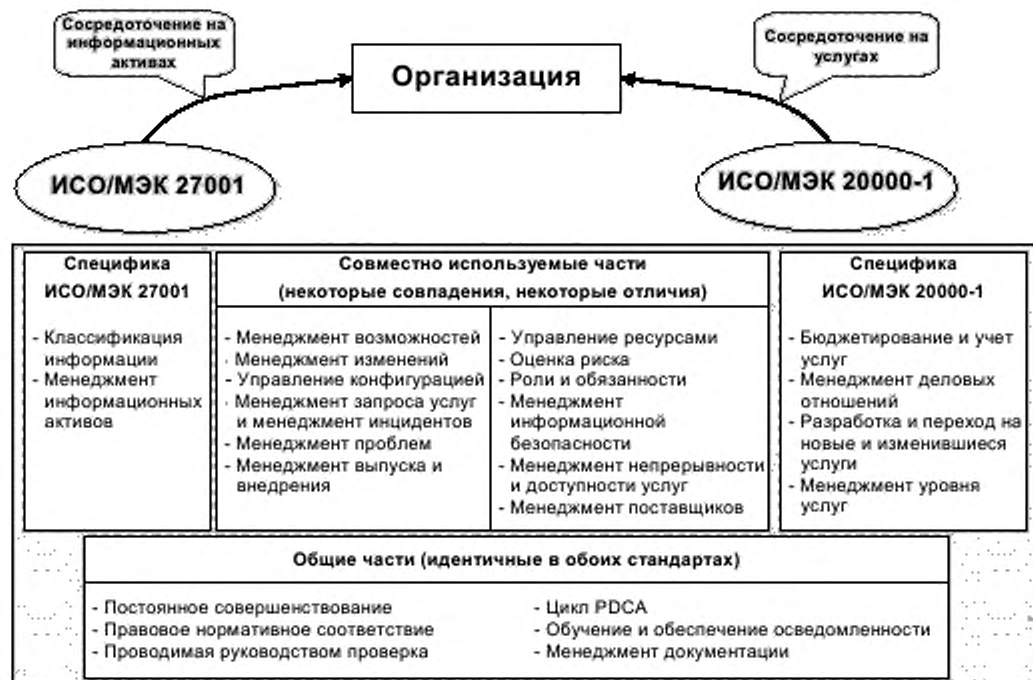 Сосредоточение на
информационных
активах
Организация
Сосредоточение на
услугах
ИСО/МЭК 27001
ИСО/МЭК 20000-1
Специфика
ИСО/МЭК 27001
- Классификация
информации
- Менеджмент
информационных
активов
Совместно используемые части
(некоторые совпадения, некоторые отличия)
- Менеджмент возможностей
- Менеджмент изменений
- Управление конфигурацией
- Менеджмент запроса услуг
и менеджмент инцидентов
- Менеджмент проблем
- Менеджмент выпуска и
внедрения
- Управление ресурсами
- Оценка риска
- Роли и обязанности
- Менеджмент
информационной
безопасности
- Менеджмент непрерывности
и доступности услуг
- Менеджмент поставщиков
Специфика
ИСО/МЭК 20000-1
- Бюджетирование и учет
услуг
- Менеджмент деловых
отношений
- Разработка и переход на
новые и изменившиеся
услуги
- Менеджмент уровня
услуг
Общие части (идентичные в обоих стандартах)
- Постоянное совершенствование
- Правовое нормативное соответствие
- Проводимая руководством проверка
- Цикл PDCA
- Обучение и обеспечение осведомленности
- Менеджмент документации